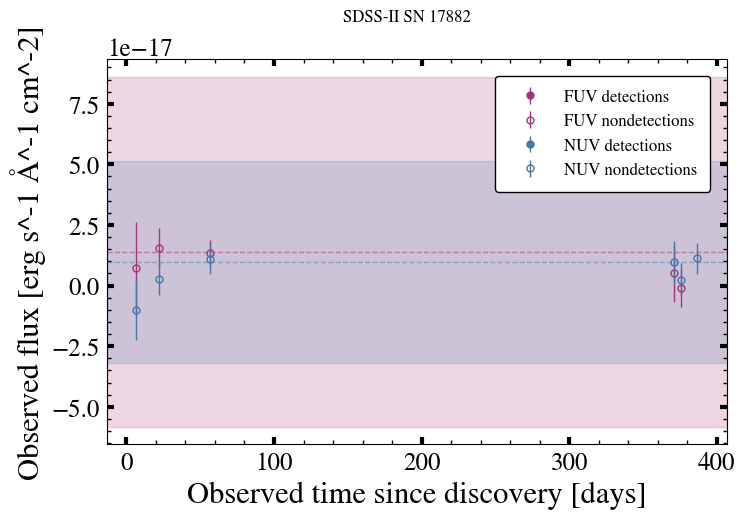 SDSS-II SN 17882
1e−17
Observed flux [erg s^-1 Å^-1 cm^-2]
7.5
5.0
2.5
0.0
−2.5
−5.0
FUV detections
FUV nondetections
NUV detections
NUV nondetections
0
100
200
300
400
Observed time since discovery [days]